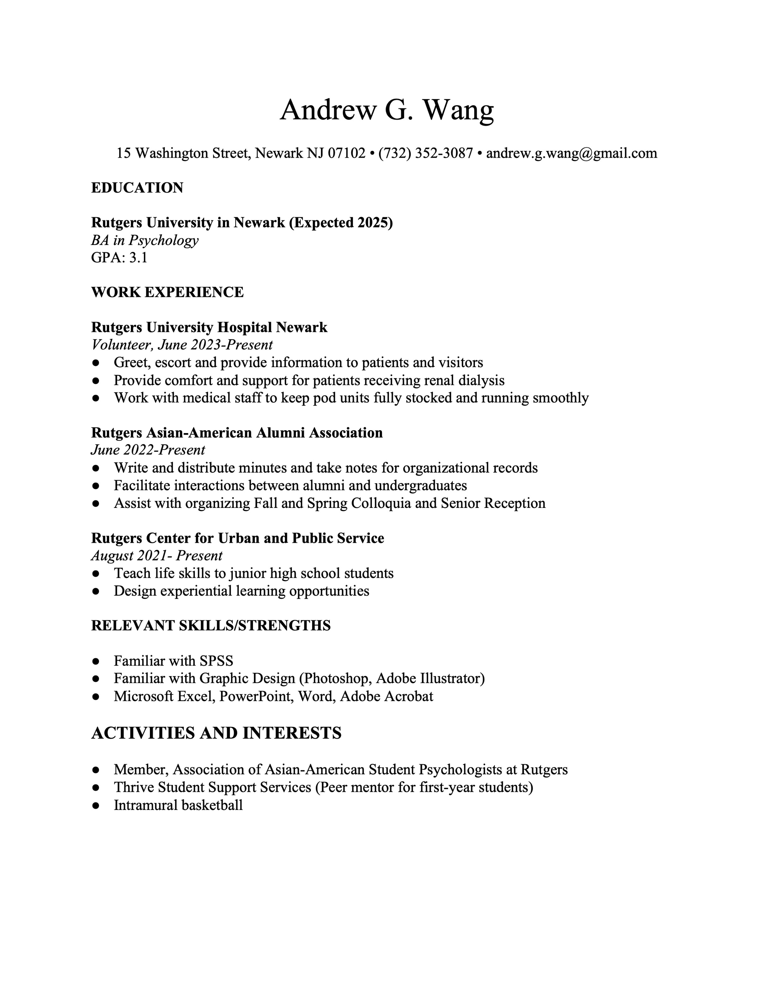 Andrew G. Wang
15 Washington Street, Newark NJ 07102 • (732) 352-3087 • andrew.g.wang@gmail.com
EDUCATION
Rutgers University in Newark (Expected 2025)
BA in Psychology
GPA: 3.1
WORK EXPERIENCE
Rutgers University Hospital Newark
Volunteer, June 2023-Present
● Greet, escort and provide information to patients and visitors
● Provide comfort and support for patients receiving renal dialysis
● Work with medical staff to keep pod units fully stocked and running smoothly
Rutgers Asian-American Alumni Association
June 2022-Present
● Write and distribute minutes and take notes for organizational records
● Facilitate interactions between alumni and undergraduates
● Assist with organizing Fall and Spring Colloquia and Senior Reception
Rutgers Center for Urban and Public Service
August 2021- Present
● Teach life skills to junior high school students
● Design experiential learning opportunities
RELEVANT SKILLS/STRENGTHS
● Familiar with SPSS
● Familiar with Graphic Design (Photoshop, Adobe Illustrator)
● Microsoft Excel, PowerPoint, Word, Adobe Acrobat
ACTIVITIES AND INTERESTS
● Member, Association of Asian-American Student Psychologists at Rutgers
● Thrive Student Support Services (Peer mentor for first-year students)
● Intramural basketball